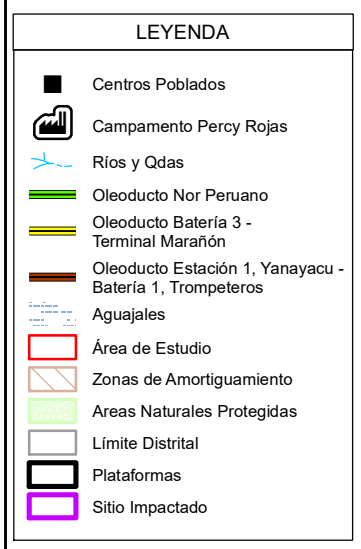 LEYENDA
Centros Poblados
Campamento Percy Rojas
Ríos y Qdas
Oleoducto Nor Peruano
Oleoducto Batería 3 -
Terminal Marañón
Oleoducto Estación 1, Yanayacu -
Batería 1, Trompeteros
Aguajales
Área de Estudio
Zonas de Amortiguamiento
Areas Naturales Protegidas
Límite Distrital
Plataformas
Sitio Impactado